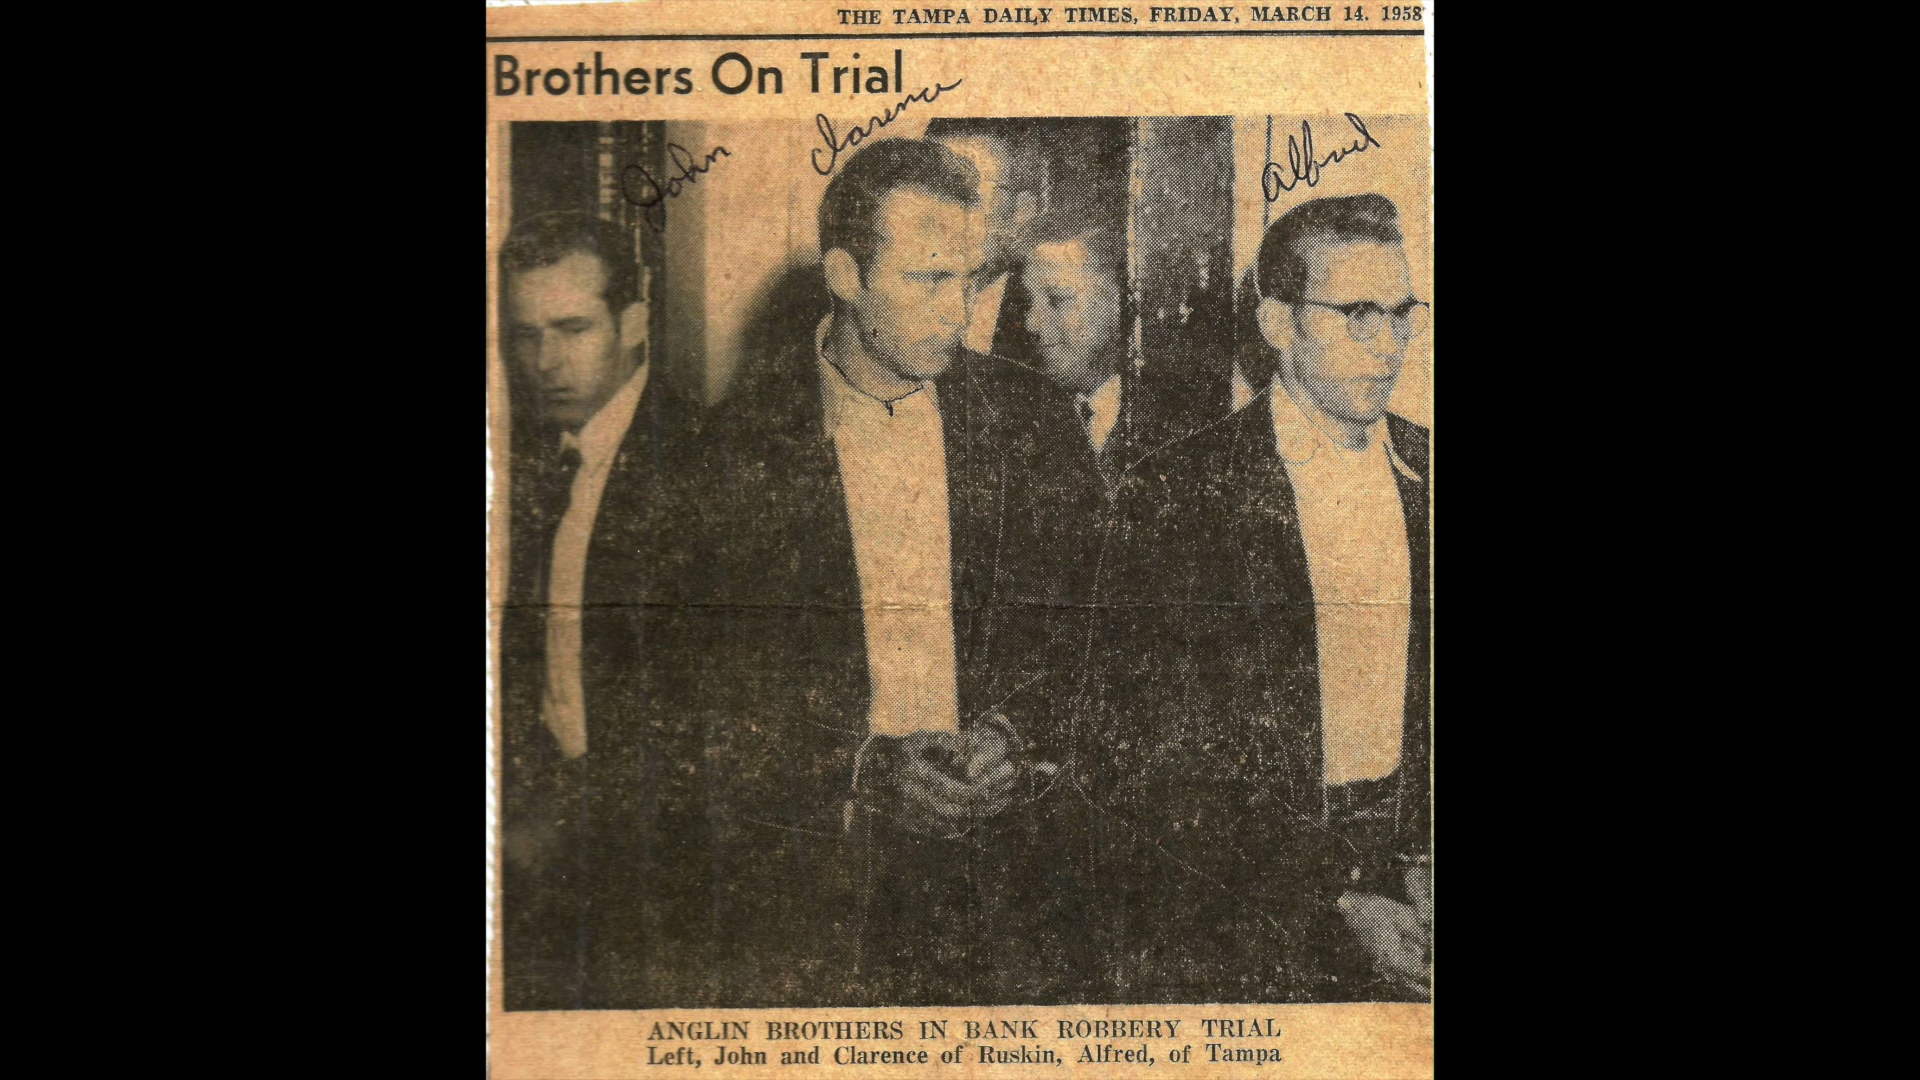 THE TAMPA DAILY TIMES, FRIDAY, MARCH 14. 1958
Brothers On Trial
John
Clarence
Alfred
ANGLIN BROTHERS IN BANK ROBBERY TRIAL
Left, John and Clarence of Ruskin, Alfred, of Tampa